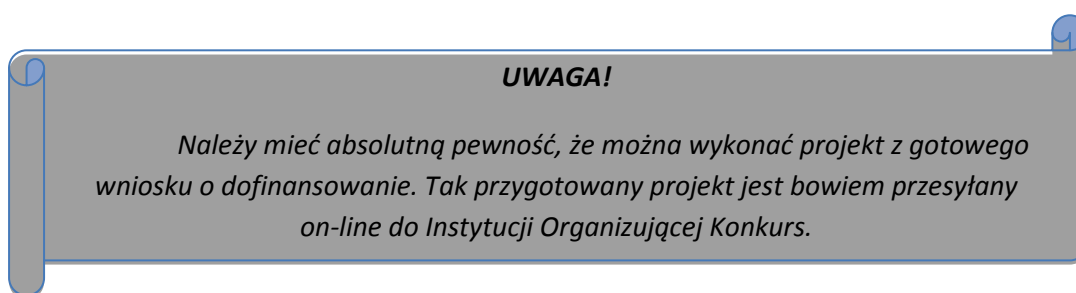 UWAGA!
Należy mieć absolutną pewność, że można wykonać projekt z gotowego
wniosku o dofinansowanie. Tak przygotowany projekt jest bowiem przesyłany
on-line do Instytucji Organizującej Konkurs.